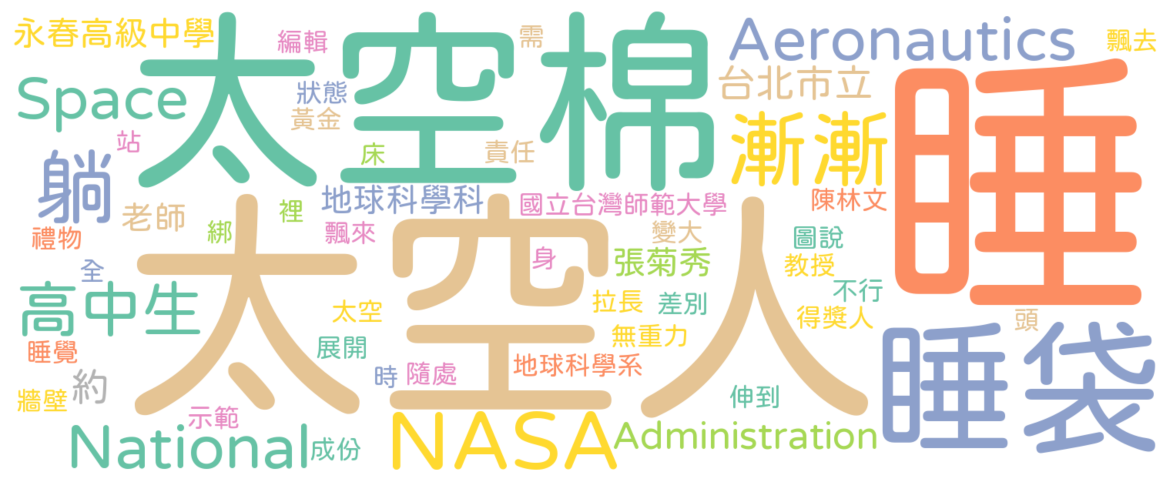 永春高級中學
編輯
太空棉
需
Aeronautics
飄去
Space
狀態
黃金
台北市立
睡
站
床
責任
漸漸
躺
老師
裡
地球科學科
國立台灣師範大學
陳林文
禮物
綁
飄來
太空人
變大
圖說
全
身
張菊秀
教授
高中生
太空
拉長
差別
不行
得獎人
頭
睡覺
展開
無重力
地球科學系
睡袋
牆壁
約
時
隨處
伸到
示範
National
成份
NASA
Administration